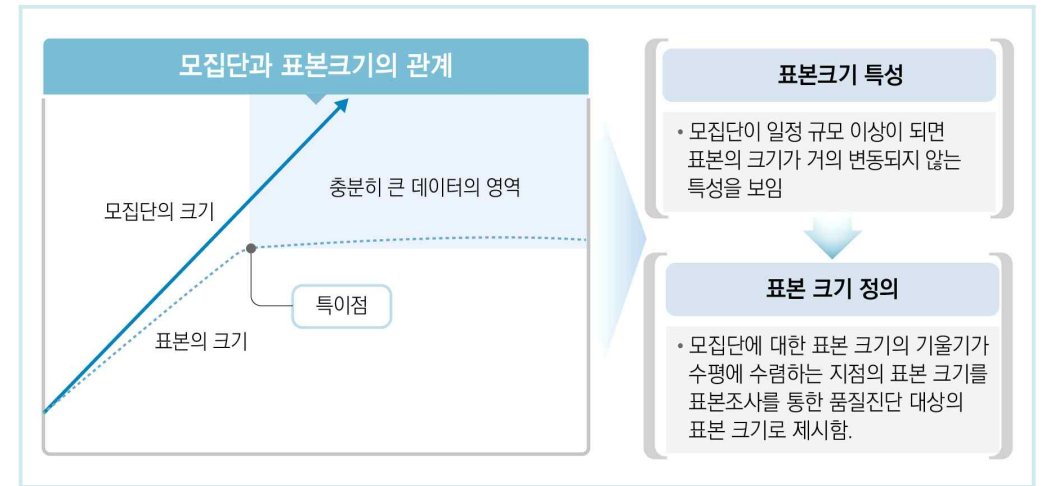 모집단과 표본크기의 관계
충분히 큰 데이터의 영역
모집단의 크기
특이점
표본의 크기
표본크기 특성
• 모집단이 일정 규모 이상이 되면
표본의 크기가 거의 변동되지 않는
특성을 보임
표본 크기 정의
• 모집단에 대한 표본 크기의 기울기가
수평에 수렴하는 지점의 표본 크기를
표본조사를 통한 품질진단 대상의
표본 크기로 제시함.